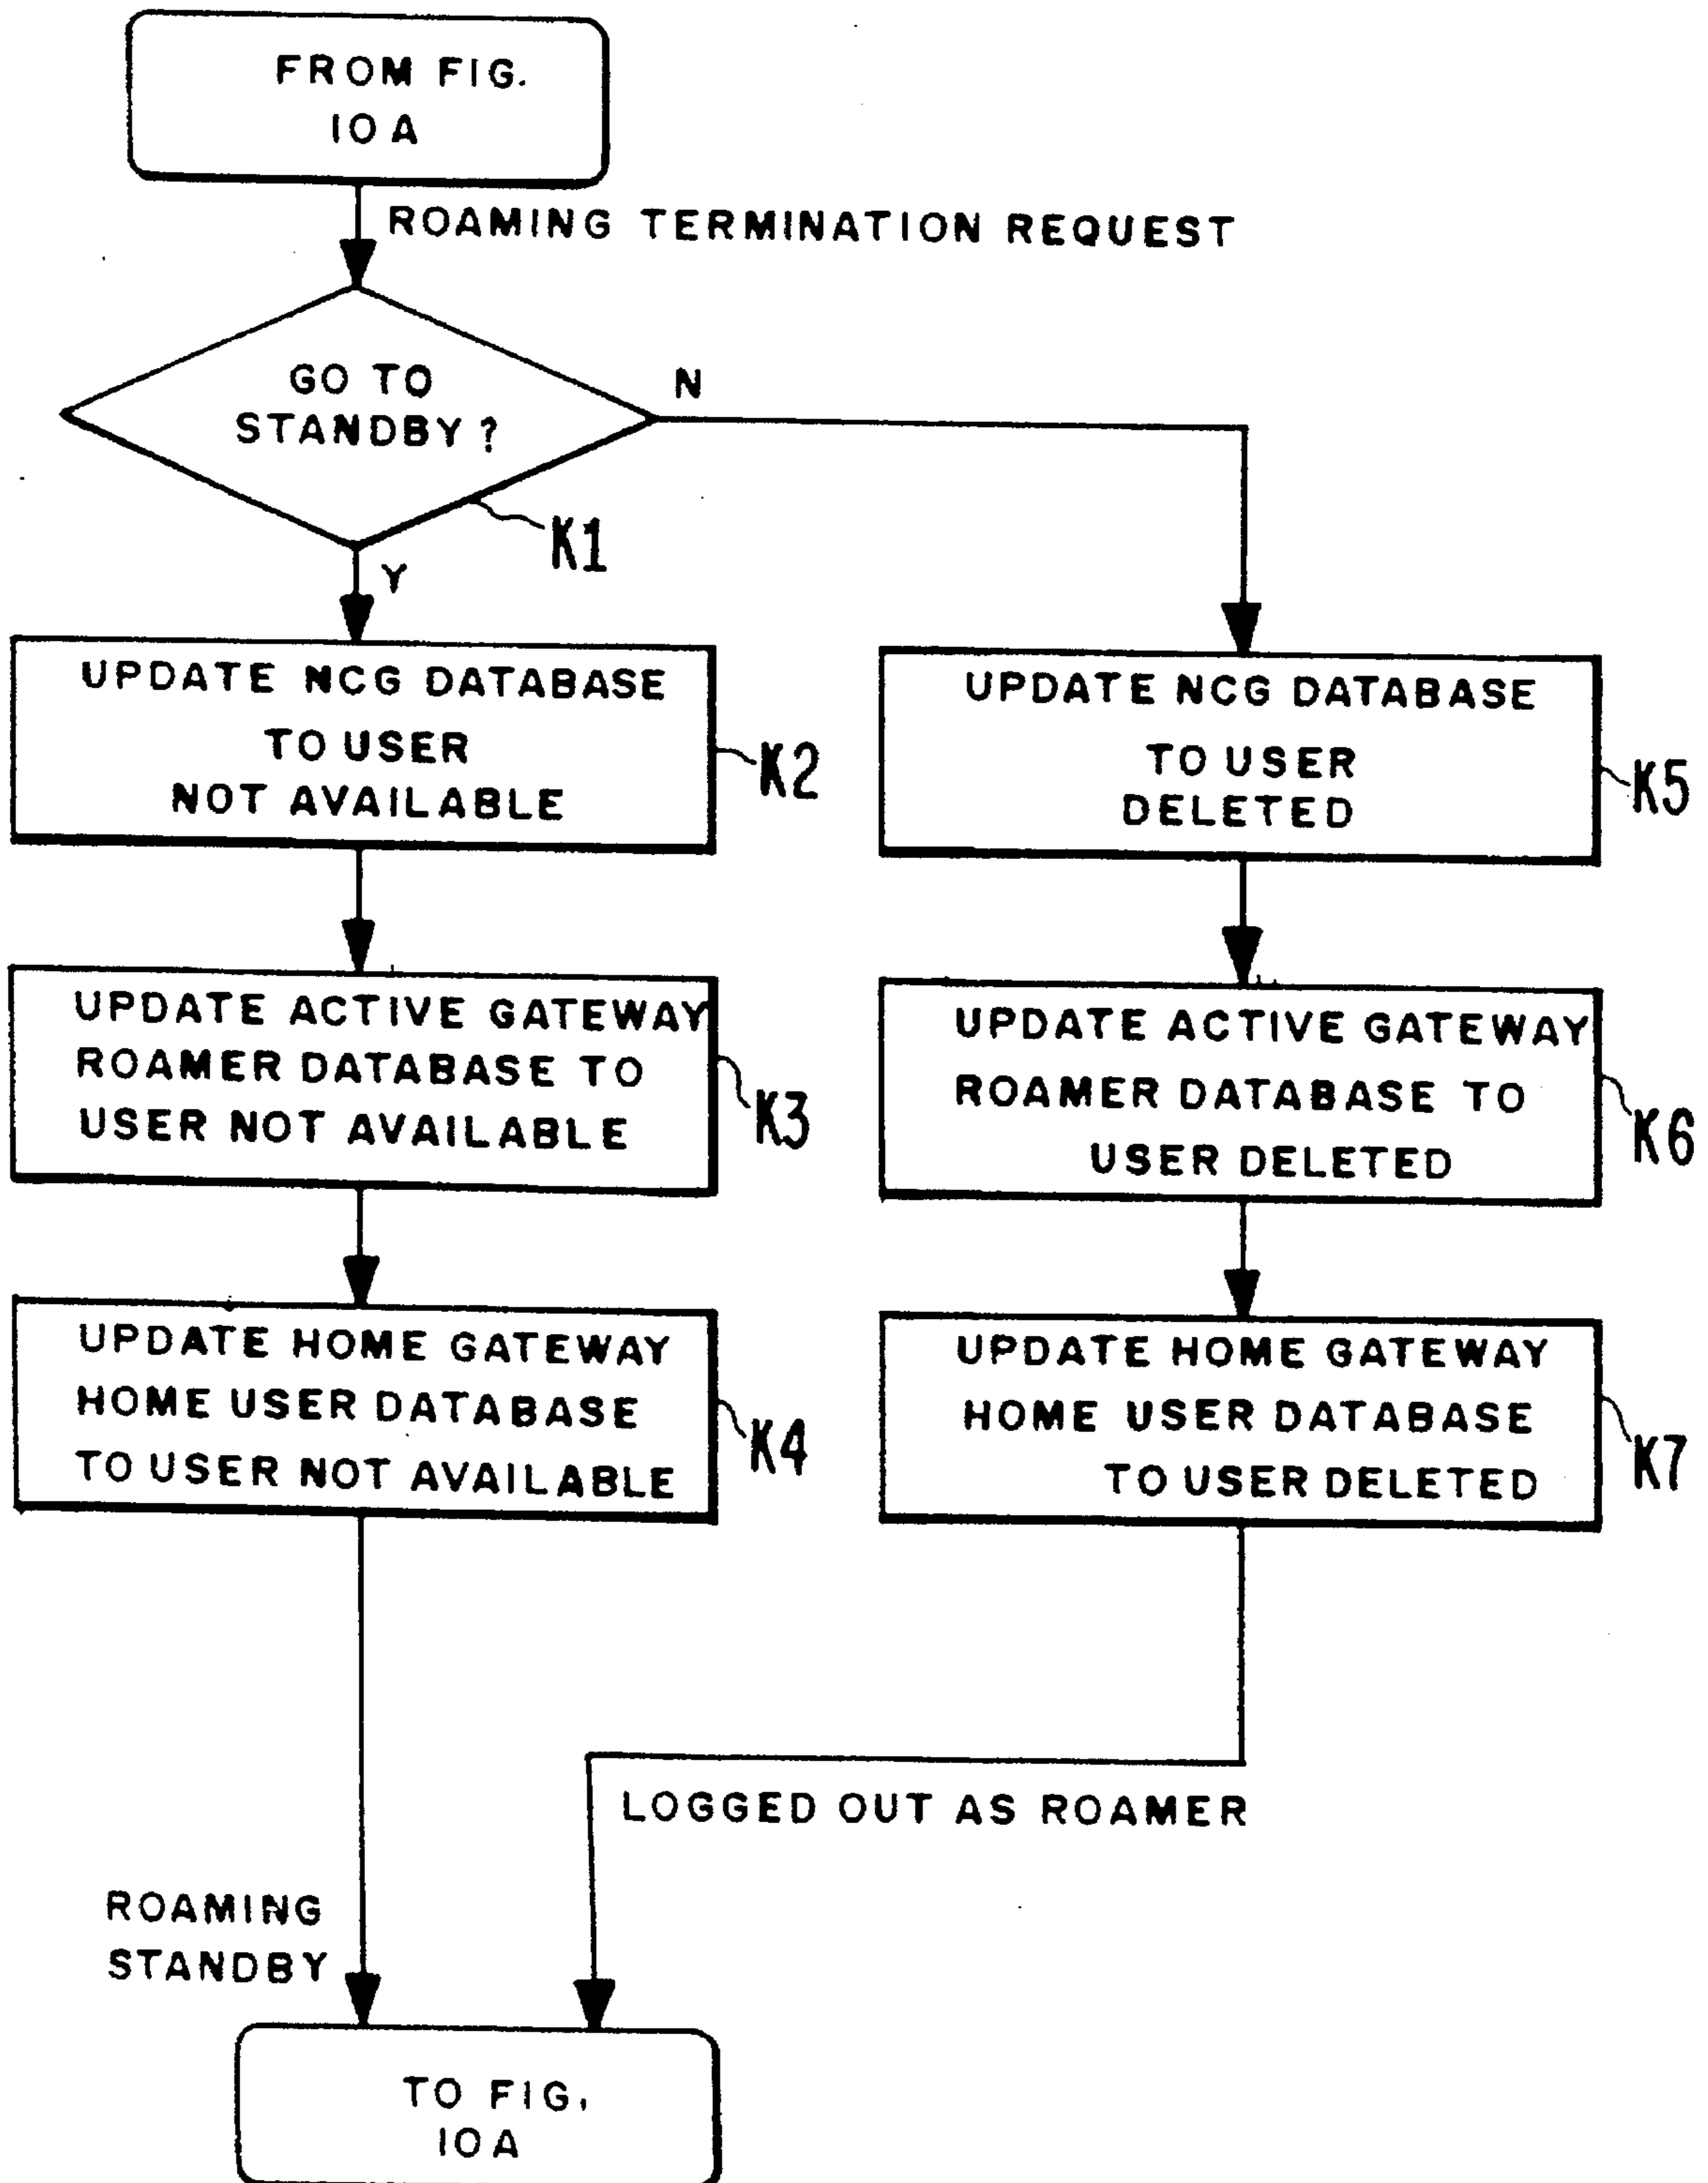 FROM FIG.
10A
ROAMING TERMINATION REQUEST
GO TO
STANDBY?
N
K1
Y
UPDATE NCG DATABASE
TO USER
NOT AVAILABLE
K2
UPDATE NCG DATABASE
TO USER
DELETED
K5
UPDATE ACTIVE GATEWAY
ROAMER DATABASE TO
USER NOT AVAILABLE
K3
UPDATE ACTIVE GATEWAY
ROAMER DATABASE TO
USER DELETED
K6
UPDATE HOME GATEWAY
HOME USER DATABASE
TO USER NOT AVAILABLE
K4
UPDATE HOME GATEWAY
HOME USER DATABASE
TO USER DELETED
K7
LOGGED OUT AS ROAMER
ROAMING
STANDBY
TO FIG.
10A